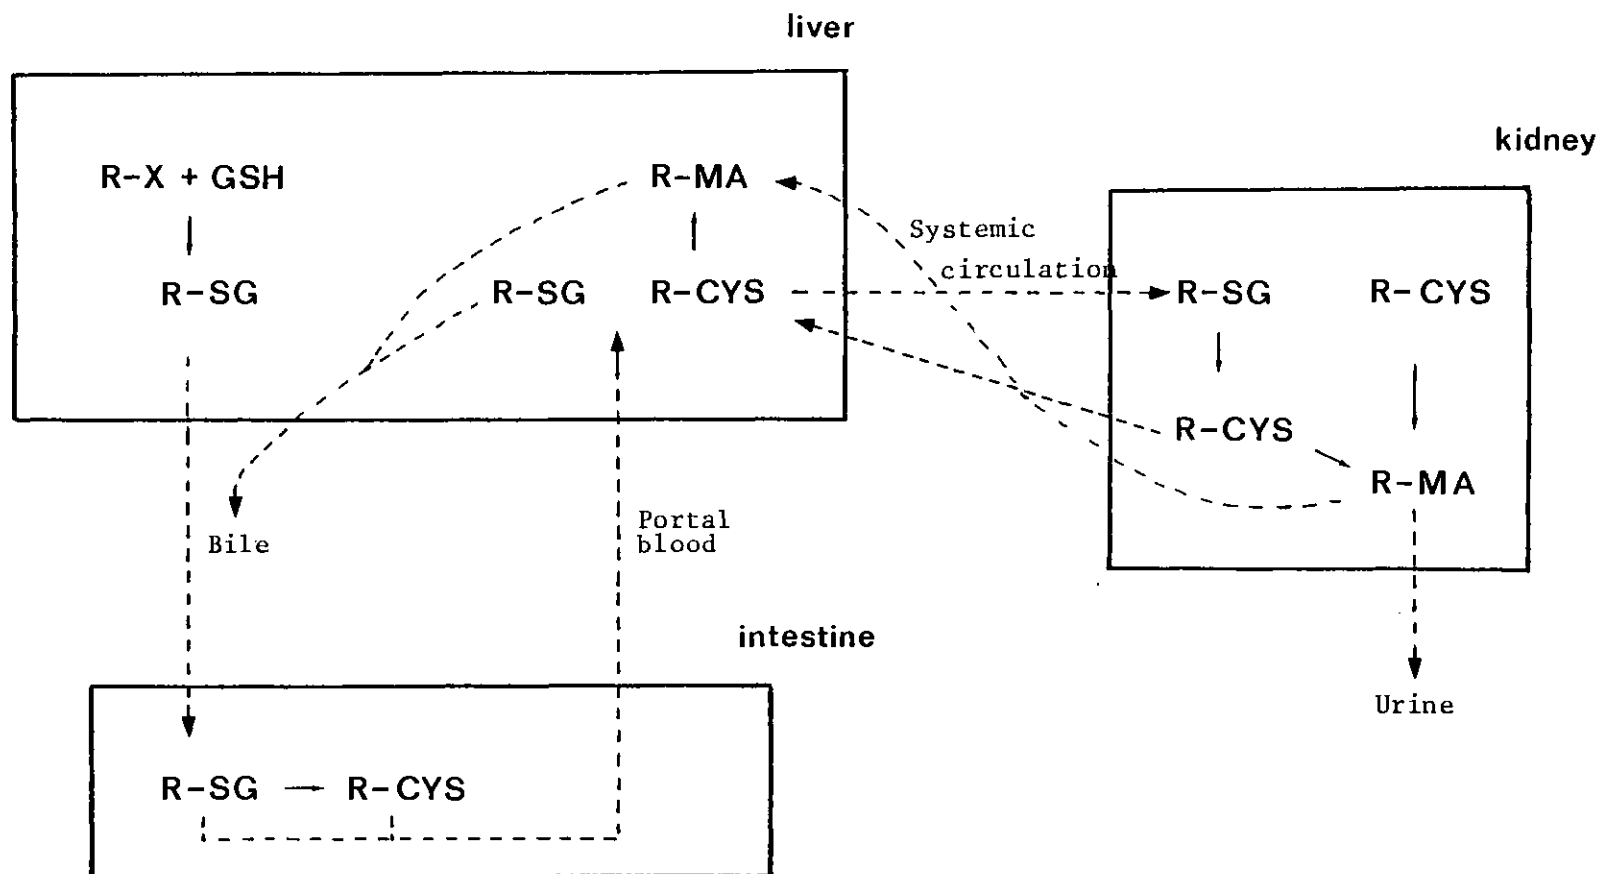 liver
kidney
R-X + GSH
R-MA
Systemic
circulation
R-SG
R-SG
R-CYS
R-SG
R-CYS
R-CYS
R-MA
Bile
Portal
blood
intestine
Urine
R-SG
R-CYS